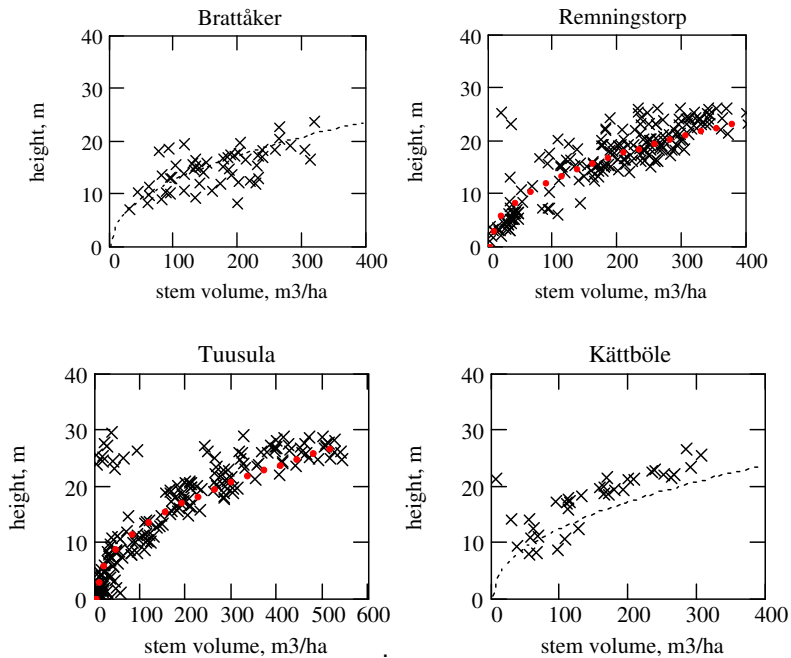 Brattåker
40
30
20
10
0
height, m
0 100 200 300 400
stem volume, m3/ha
Remningstorp
40
30
20
10
0
height, m
0 100 200 300 400
stem volume, m3/ha
Tuusula
40
30
20
10
0
height, m
0 100 200 300 400 500 600
stem volume, m3/ha
Kättböle
40
30
20
10
0
height, m
0 100 200 300 400
stem volume, m3/ha
.